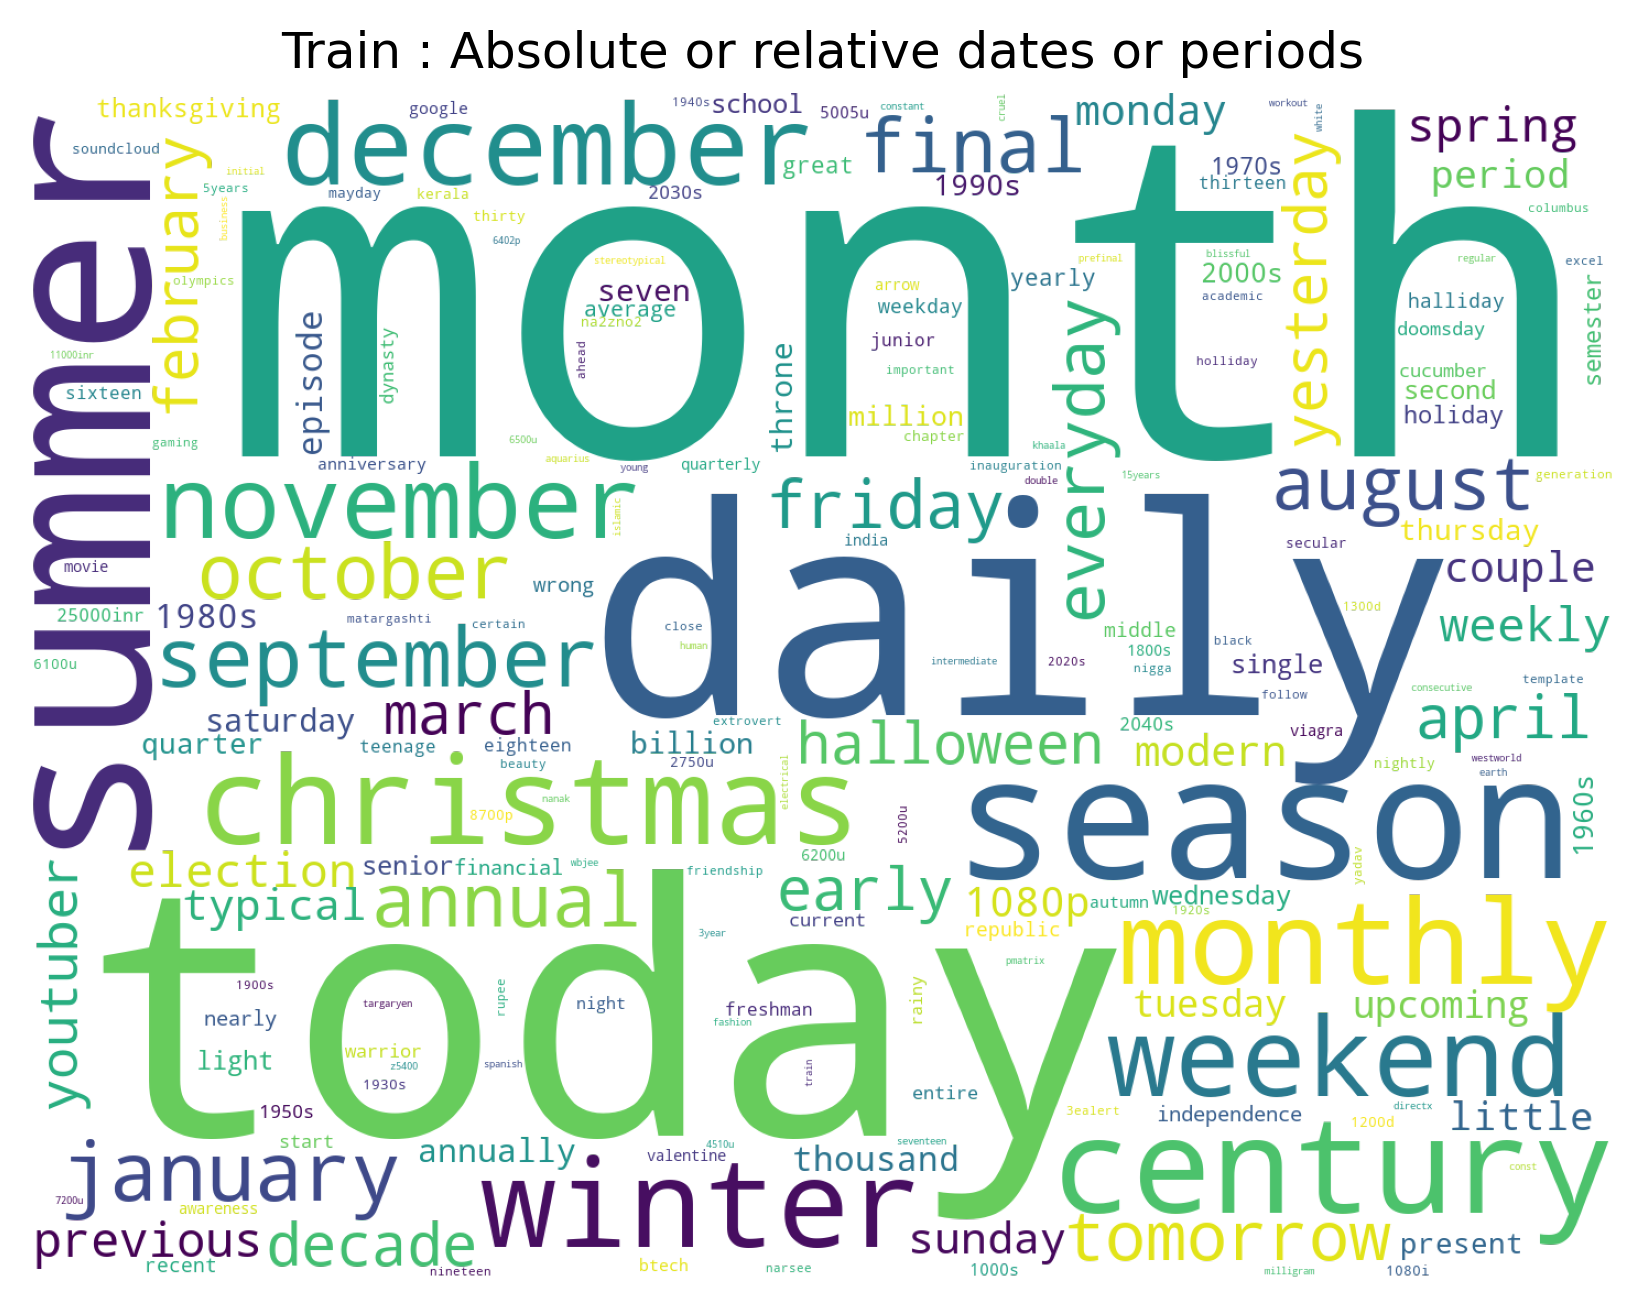 Train : Absolute or relative dates or periods
thanksgiving
google
1940s
school
5005u
constant
cruel
monday
workout
white
spring
soundcloud
december
final
great
february
initial
5years
business
mayday
kerala
2030s
1990s
1970s
thirteen
yesterday
period
summer
month
thirty
6402p
columbus
stereotypical
prefinal
blissful
regular
excel
olympics
seven
average
na2zno2
yearly
arrow
weekday
2000s
academic
halliday
doomsday
semester
episode
dynasty
ahead
throne
junior
important
everyday
holliday
cucumber
second
holiday
11000inr
sixteen
million
chapter
gaming
6500u
khaala
anniversary
aquarius
young
quarterly
inauguration
double
15years
august
generation
november
islamic
friday
daily
india
secular
thursday
october
movie
wrong
couple
25000inr
1980s
matargashti
certain
close
human
1300d
weekly
6100u
september
intermediate
2020s
middle
1800s
nigga
black
single
follow
template
consecutive
march
saturday
extrovert
2040s
viagra
april
quarter
teenage
eighteen
beauty
billion
2750u
halloween
modern
nightly
westworld
earth
christmas
nanak
8700p
electrical
5200u
season
1960s
youtuber
election
senior
financial
wbjee
friendship
6200u
yadav
typical
annual
early
current
1080p
republic
autumn
wednesday
1920s
today
3year
pmatrix
monthly
1900s
targaryen
rupee
night
freshman
fashion
rainy
tuesday
upcoming
nearly
light
warrior
z5400
1930s
spanish
train
weekend
1950s
entire
3ealert
independence
1200d
directx
little
start
annually
4510u
valentine
seventeen
thousand
century
const
january
7200u
awareness
winter
previous
decade
sunday
tomorrow
present
recent
nineteen
btech
narsee
1000s
milligram
1080i